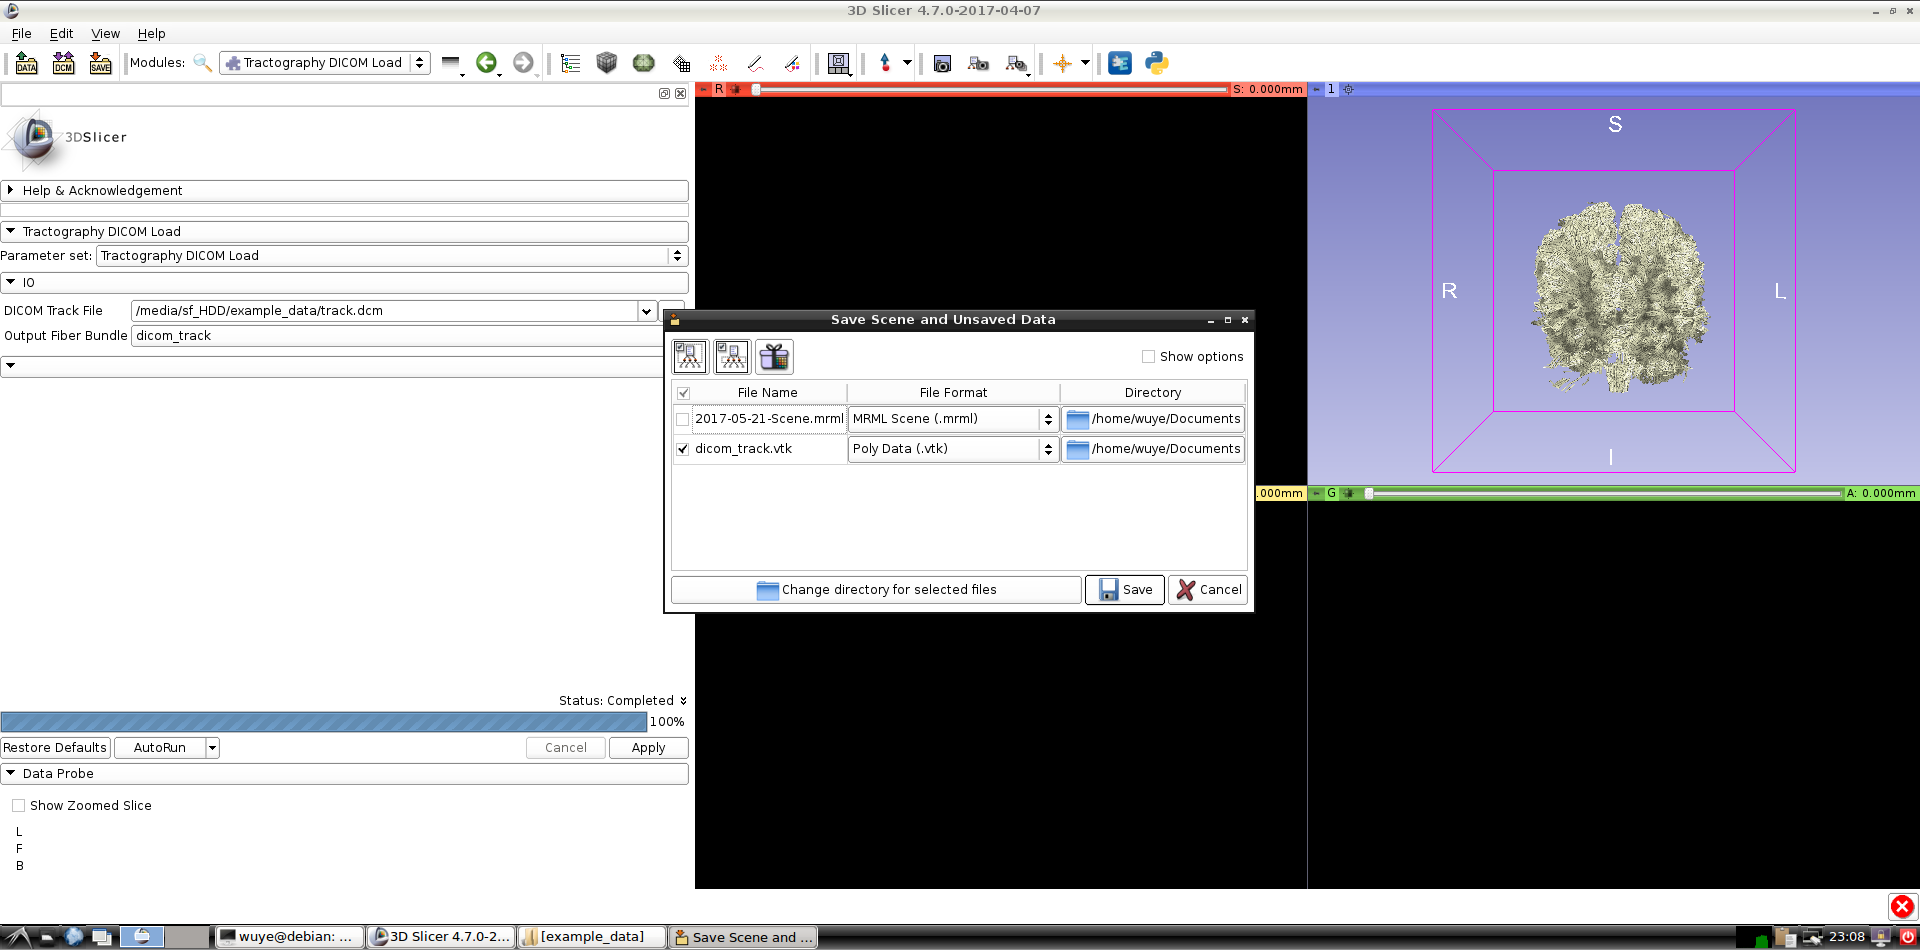 3D Slicer 4.7.0-2017-04-07
File Edit View Help
DATA DCM SAVE Modules: Tractography DICOM Load
R S: 0.000mm
1
3DSlicer
Help & Acknowledgement
Tractography DICOM Load
Parameter set: Tractography DICOM Load
IO
DICOM Track File /media/sf_HDD/example_data/track.dcm
Output Fiber Bundle dicom_track
S
R
L
I
Save Scene and Unsaved Data
Show options
File Name File Format Directory
2017-05-21-Scene.mrml MRML Scene (.mrml) /home/wuye/Documents
dicom_track.vtk Poly Data (.vtk) /home/wuye/Documents
Change directory for selected files Save Cancel
.000mm
G A: 0.000mm
Status: Completed
100%
Restore Defaults AutoRun Cancel Apply
Data Probe
Show Zoomed Slice
L
F
B
wuye@debian: ... 3D Slicer 4.7.0-2... [example_data] Save Scene and ... 23:08